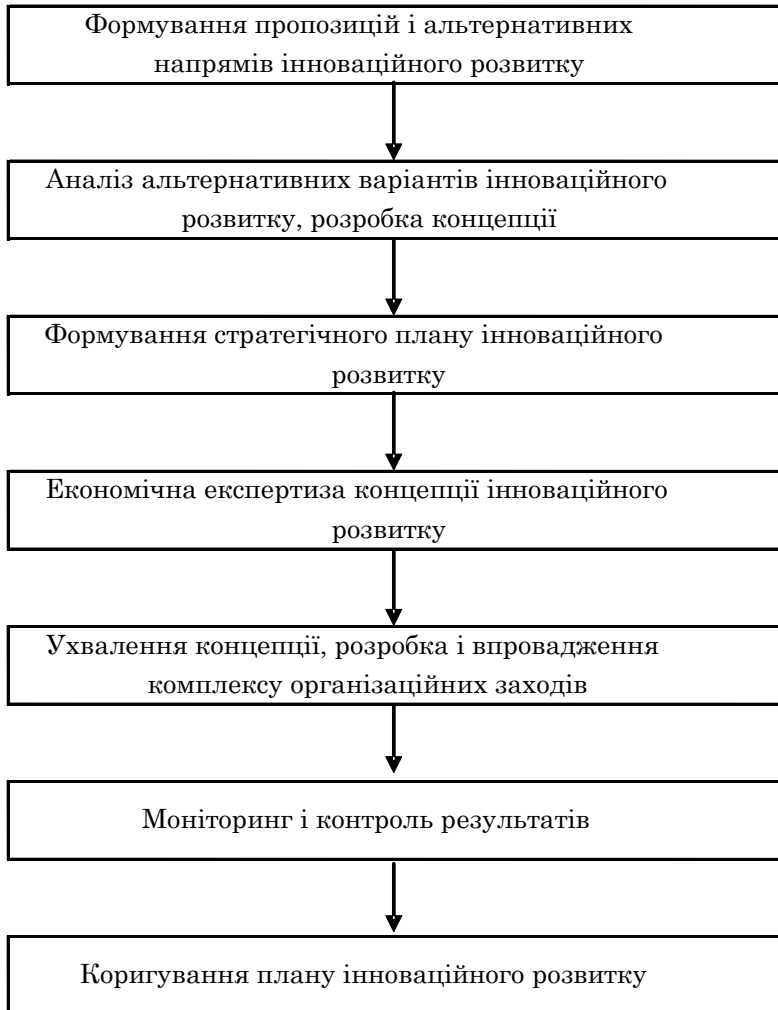 Формування пропозицій і альтернативних
напрямів інноваційного розвитку
Аналіз альтернативних варіантів інноваційного
розвитку, розробка концепції
Формування стратегічного плану інноваційного
розвитку
Економічна експертиза концепції інноваційного
розвитку
Ухвалення концепції, розробка і впровадження
комплексу організаційних заходів
Моніторинг і контроль результатів
Коригування плану інноваційного розвитку